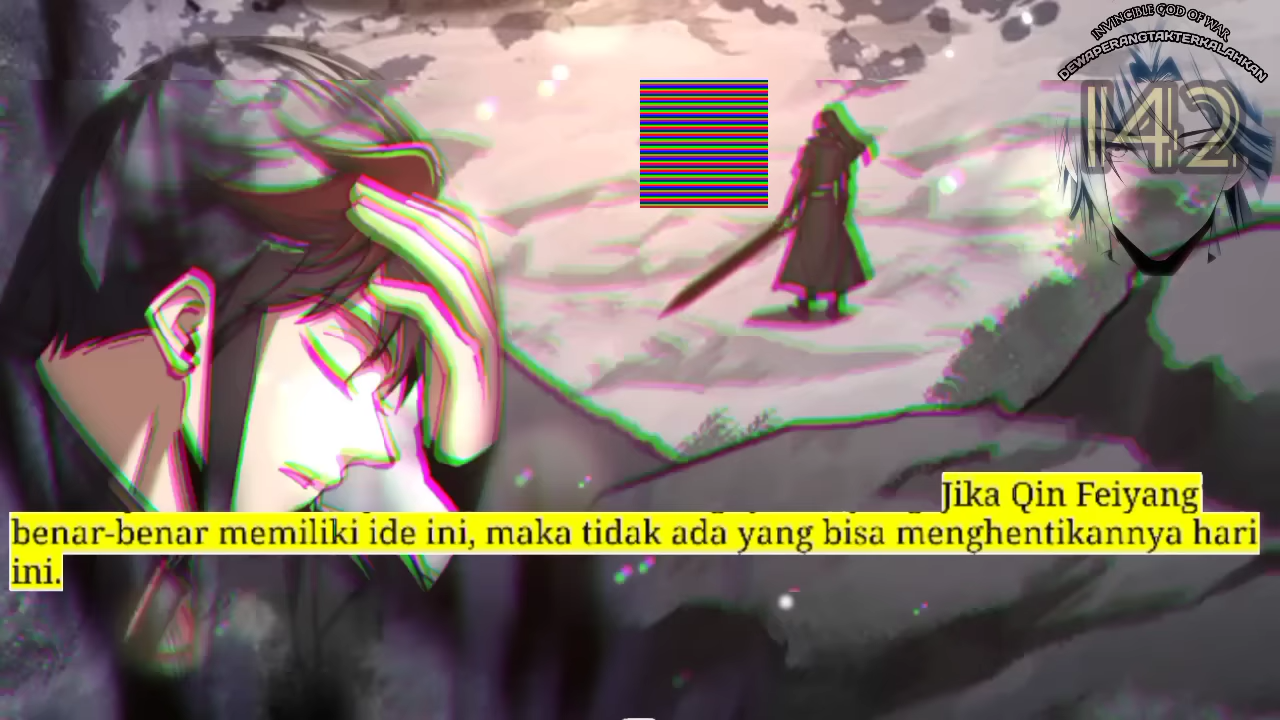 INVINCIBLE GOD OF WAR
DEWAPERANGTAKTERKALAHKAN
142
Jika Qin Feiyang
benar-benar memiliki ide ini, maka tidak ada yang bisa menghentikannya hari
ini.